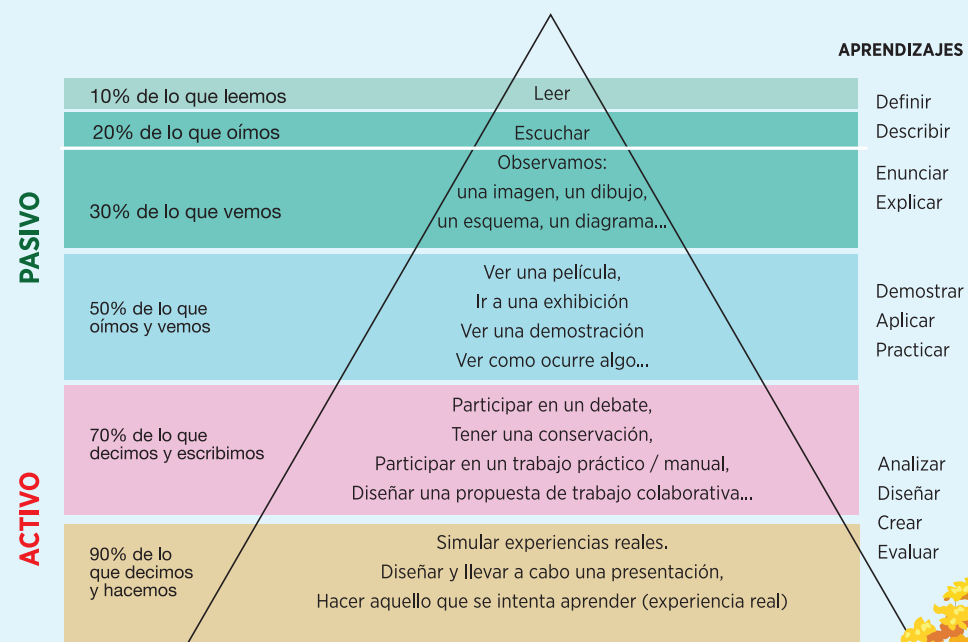 APRENDIZAJES
10% de lo que leemos
Leer
Definir
20% de lo que oímos
Escuchar
Describir
PASIVO
30% de lo que vemos
Observamos:
una imagen, un dibujo,
un esquema, un diagrama...
Enunciar
Explicar
50% de lo que
oímos y vemos
Ver una película,
Ir a una exhibición
Ver una demostración
Ver como ocurre algo...
Demostrar
Aplicar
Practicar
ACTIVO
70% de lo que
decimos y escribimos
Participar en un debate,
Tener una conservación,
Participar en un trabajo práctico / manual,
Diseñar una propuesta de trabajo colaborativa...
Analizar
Diseñar
Crear
Evaluar
90% de lo
que decimos
y hacemos
Simular experiencias reales.
Diseñar y llevar a cabo una presentación,
Hacer aquello que se intenta aprender (experiencia real)